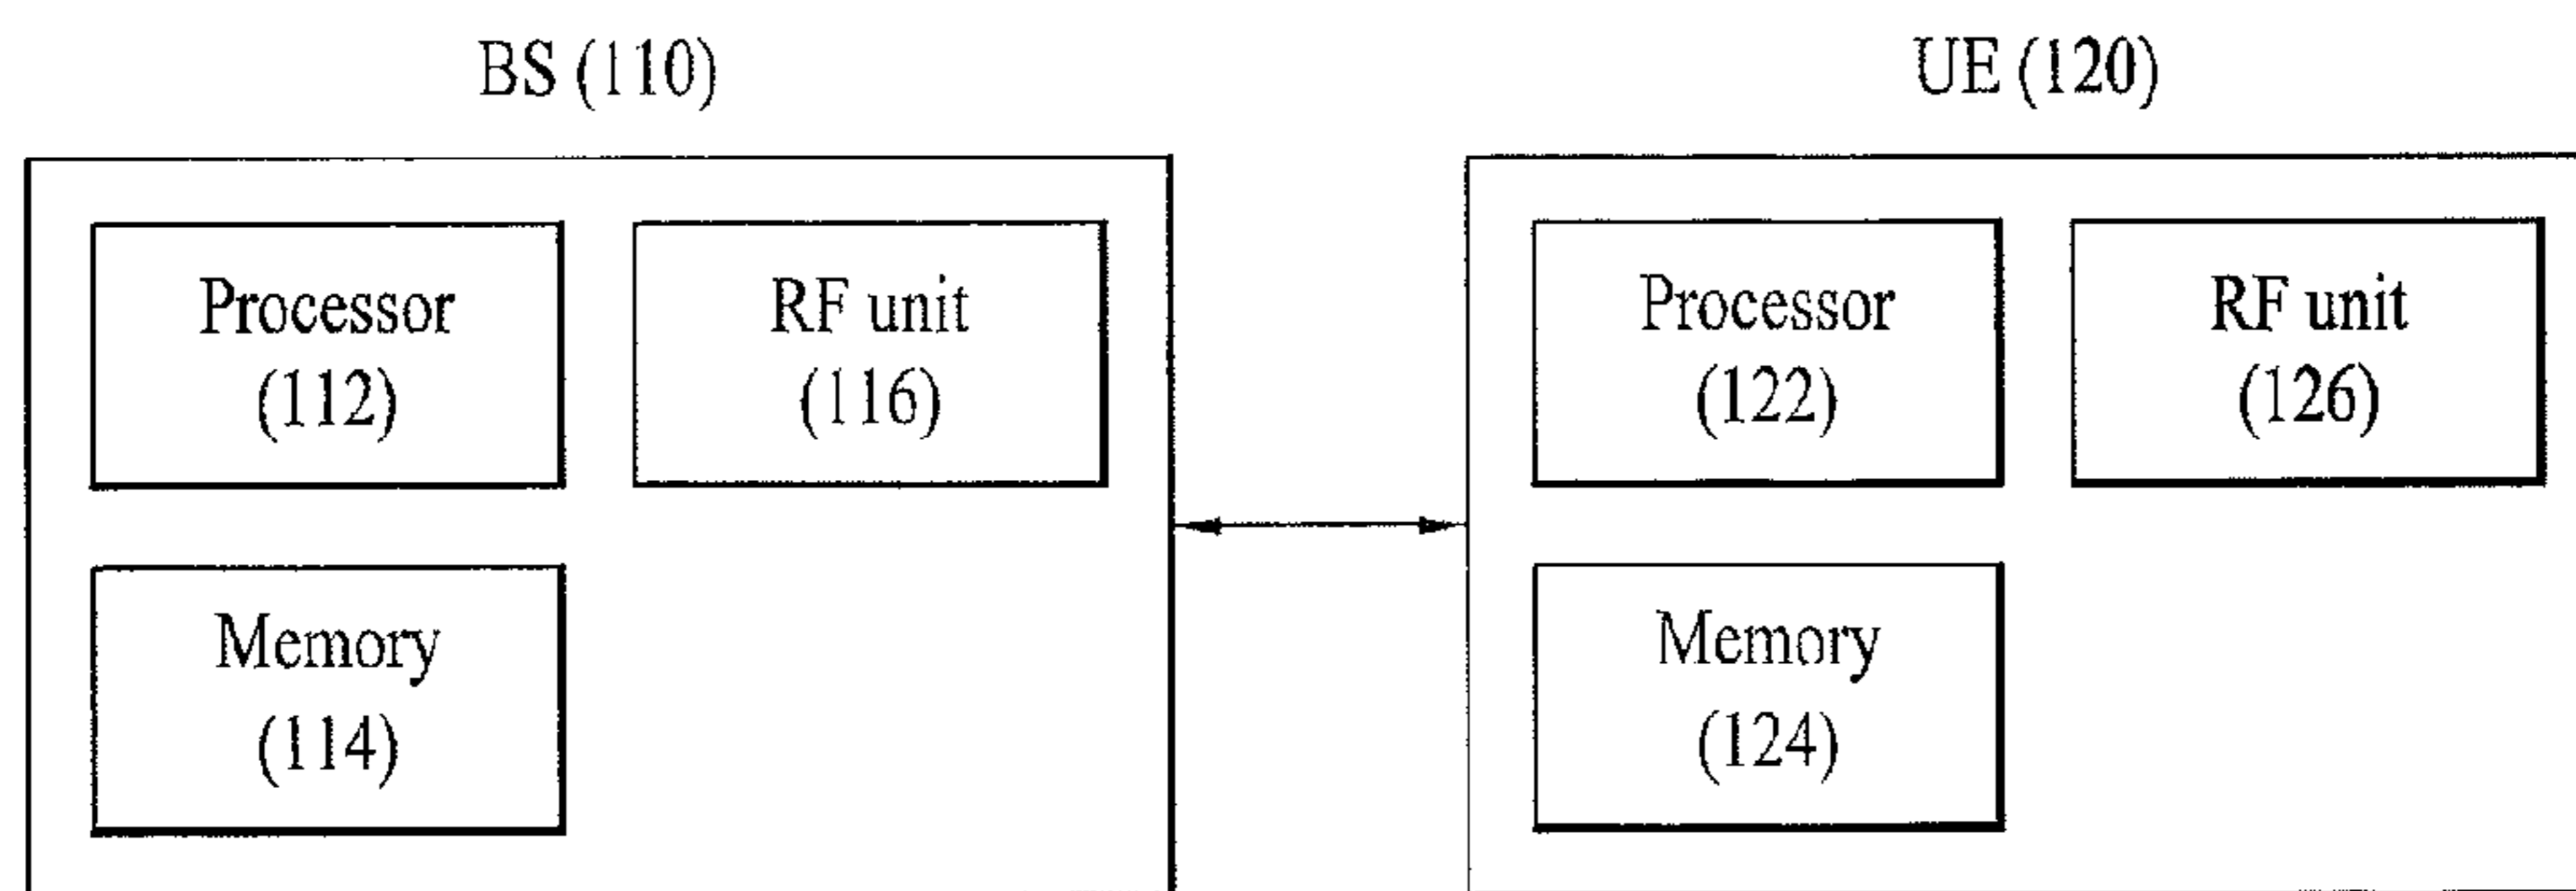 BS (110)
UE (120)
Processor
(112)
RF unit
(116)
Memory
(114)
Processor
(122)
RF unit
(126)
Memory
(124)